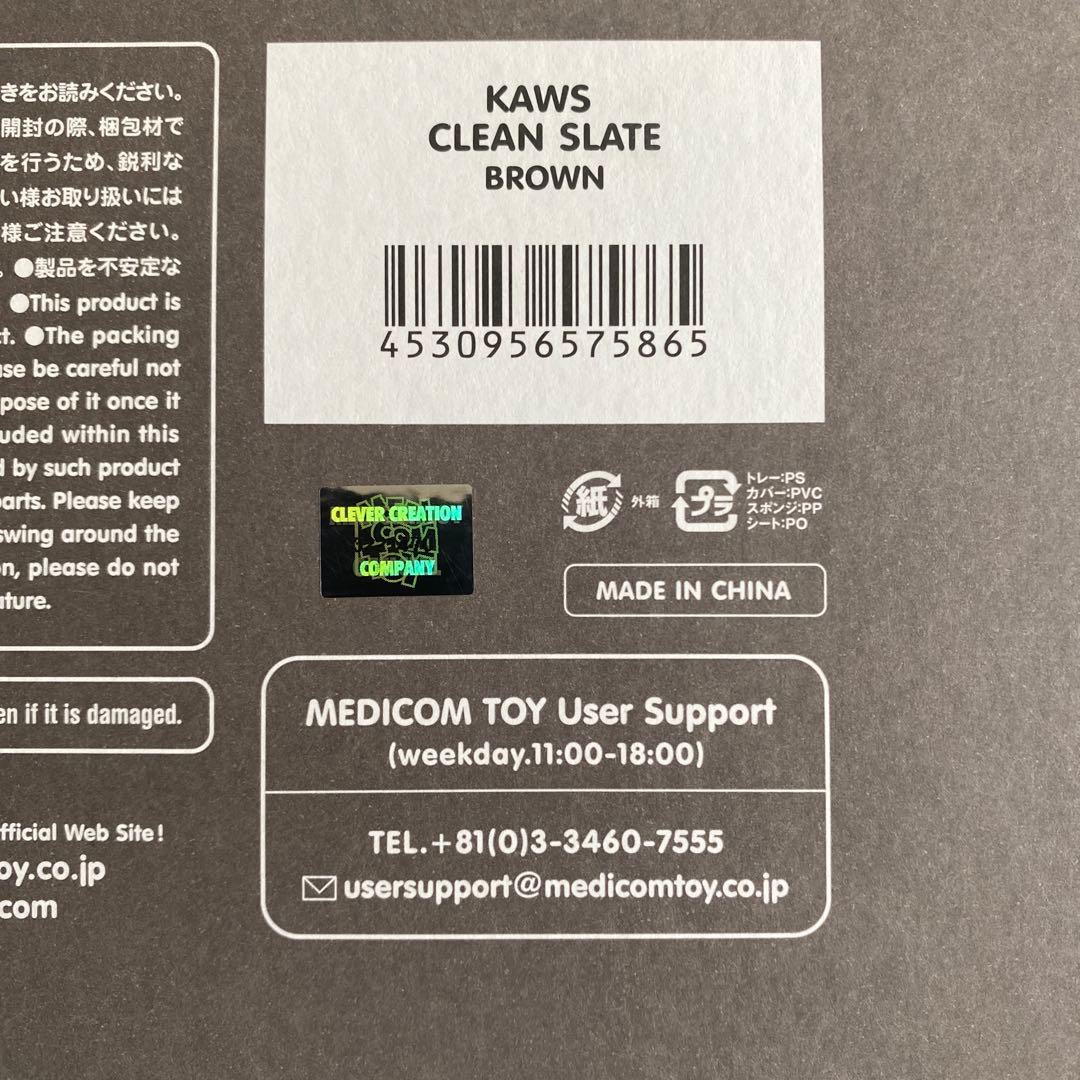 きをお読みください。
開封の際、梱包材で
を行うため、鋭利な
い様お取り扱いには
様ご注意ください。
。●製品を不安定な
●This product is
ct. ●The packing
ase be careful not
pose of it once it
uded within this
d by such product
parts. Please keep
swing around the
on, please do not
ature.
en if it is damaged.
fficial Web Site!
oy.co.jp
.com
KAWS
CLEAN SLATE
BROWN
4530956575865
CLEVER CREATION
COMPANY
紙 外箱
プラ
トレー:PS
カバー:PVC
スポンジ:PP
シート:PO
MADE IN CHINA
MEDICOM TOY User Support
(weekday.11:00-18:00)
TEL.+81(0)3-3460-7555
usersupport@medicomtoy.co.jp